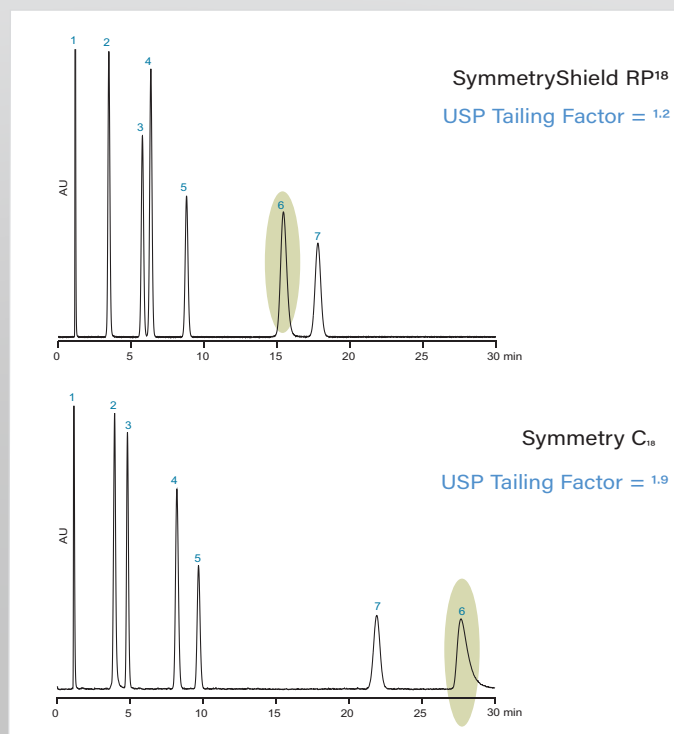 1 2 4
SymmetryShield RP18
USP Tailing Factor = 1.2
3
5 6
7
AU
0 5 10 15 20 25 30 min
1 2 3
Symmetry C18
4
USP Tailing Factor = 1.9
5
7 6
AU
0 5 10 15 20 25 30 min